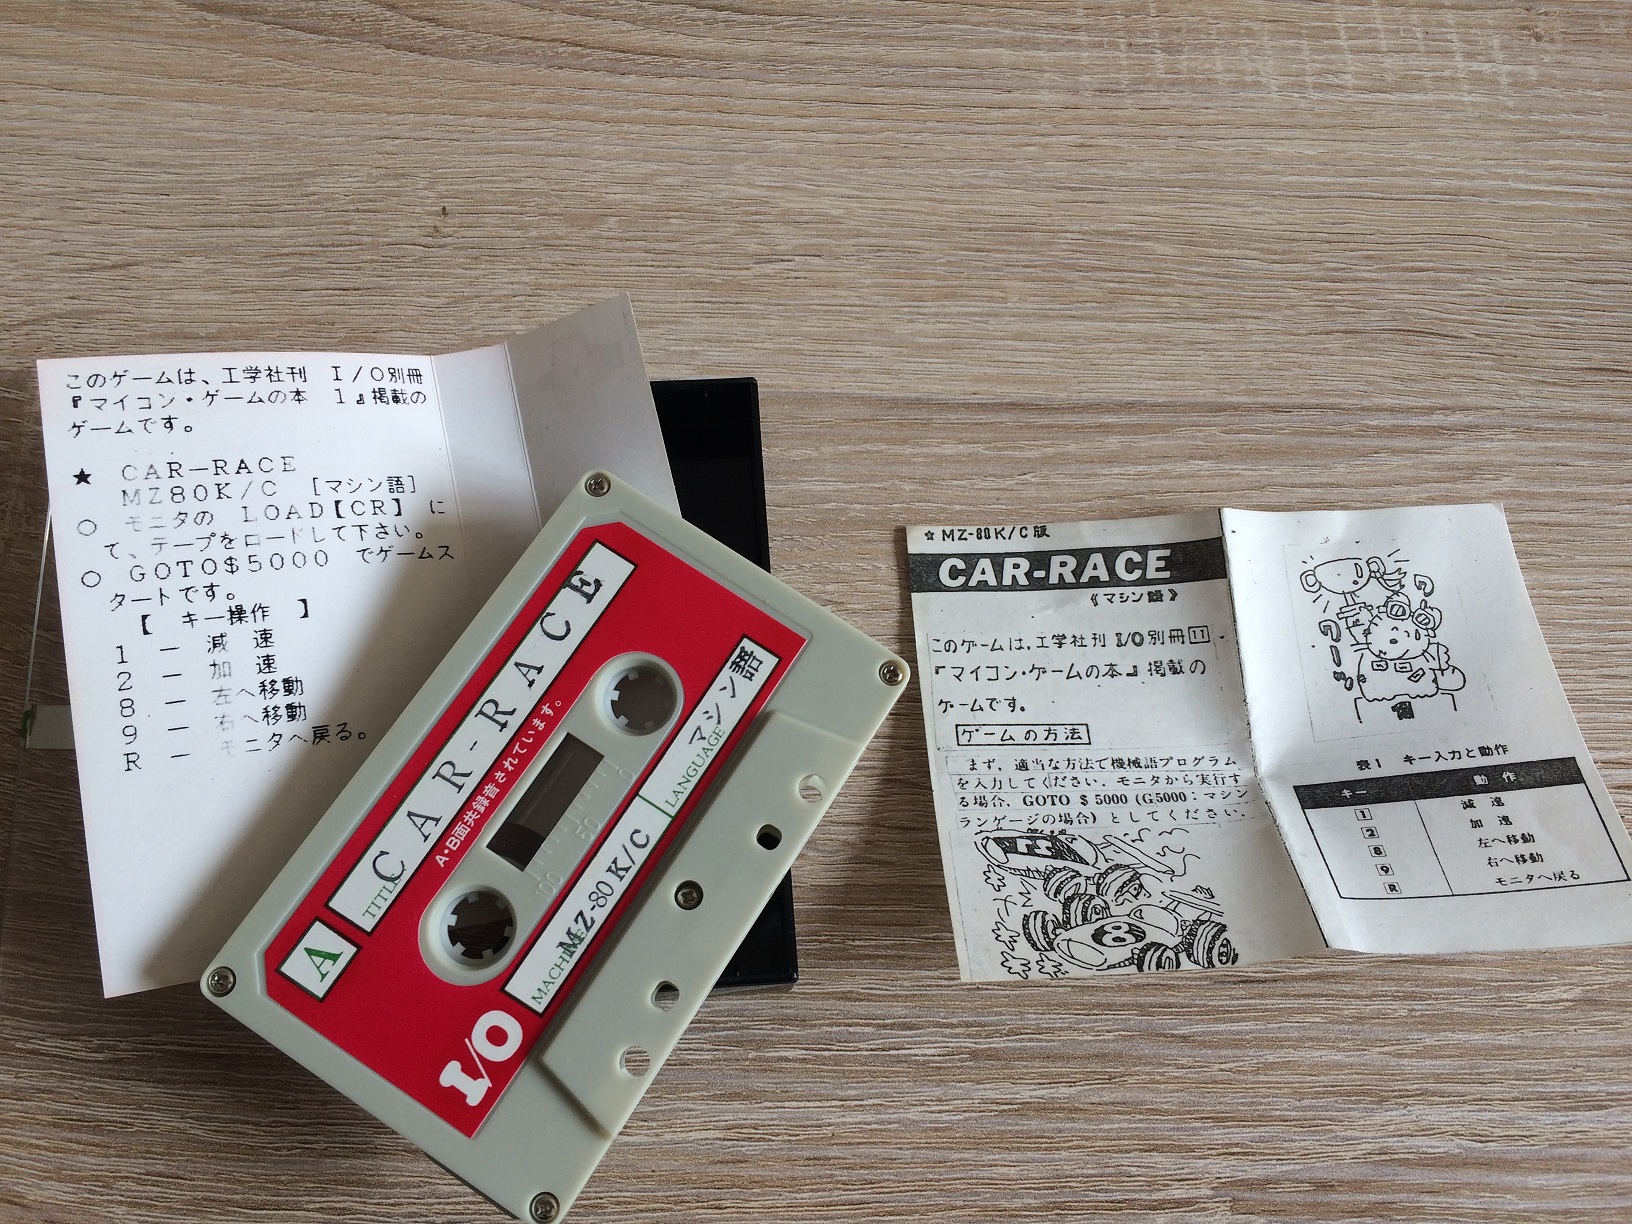 このゲームは、工学社刊 I/O別冊
『マイコン・ゲームの本 1』掲載の
ゲームです。
★ CAR-RACE
MZ80K/C [マシン語]
○ モニタの LOAD【CR】に
て、テープをロードして下さい。
○ GOTO$5000 でゲームス
タートです。
【 キー操作 】
1 ― 減 速
2 ― 加 速
8 ― 左へ移動
9 ― 右へ移動
R ― モニタへ戻る。
A
TITLE
CAR-RACE
A・B面共録音されています。
100 50 0
MACHINE
MZ-80K/C
LANGUAGE
マシン語
I/O
☆MZ-80K/C版
CAR-RACE
《マシン語》
このゲームは、工学社刊 I/O別冊11
『マイコン・ゲームの本』掲載の
ゲームです。
ゲームの方法
まず、適当な方法で機械語プログラム
を入力してください。モニタから実行す
る場合、GOTO $5000 (G5000:マシン
ランゲージの場合)としてください。
8
表1 キー入力と動作
キー 動作
1 減 速
2 加 速
8 左へ移動
9 右へ移動
R モニタへ戻る